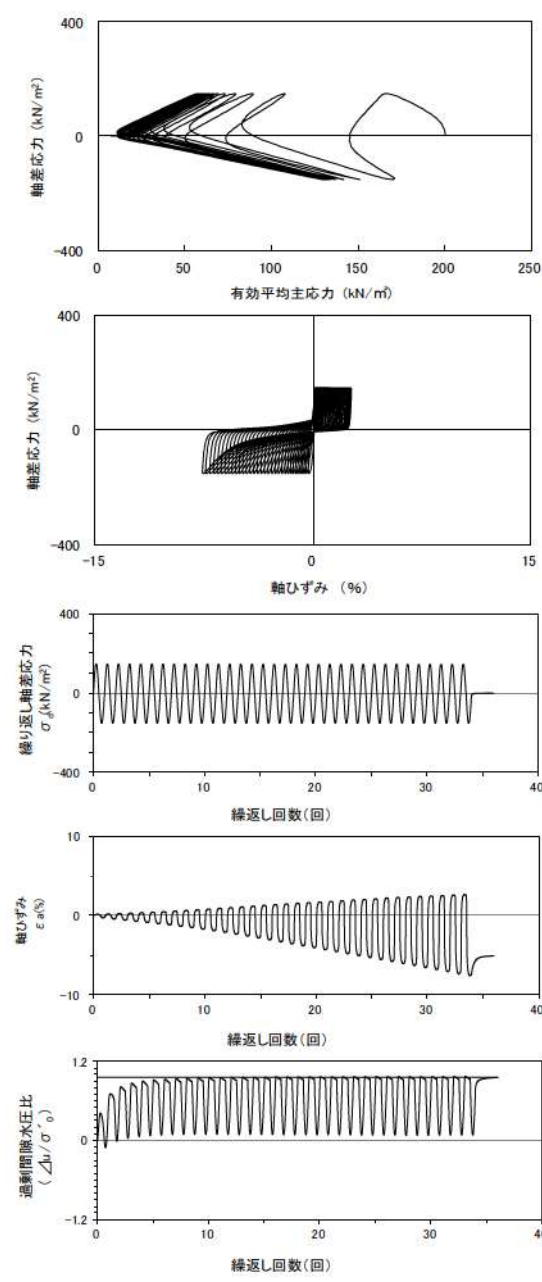 400
0
-400
軸差応力 (kN/m²)
0 50 100 150 200 250
有効平均主応力 (kN/㎡)
400
0
-400
軸差応力 (kN/m²)
-15 0 15
軸ひずみ (%)
400
0
-400
繰り返し軸差応力
σd(kN/m²)
0 10 20 30 40
繰返し回数(回)
10
0
-10
軸ひずみ
εa(%)
0 10 20 30 40
繰返し回数(回)
1.2
0
-1.2
過剰間隙水圧比
(⊿u/σ'0)
0 10 20 30 40
繰返し回数(回)